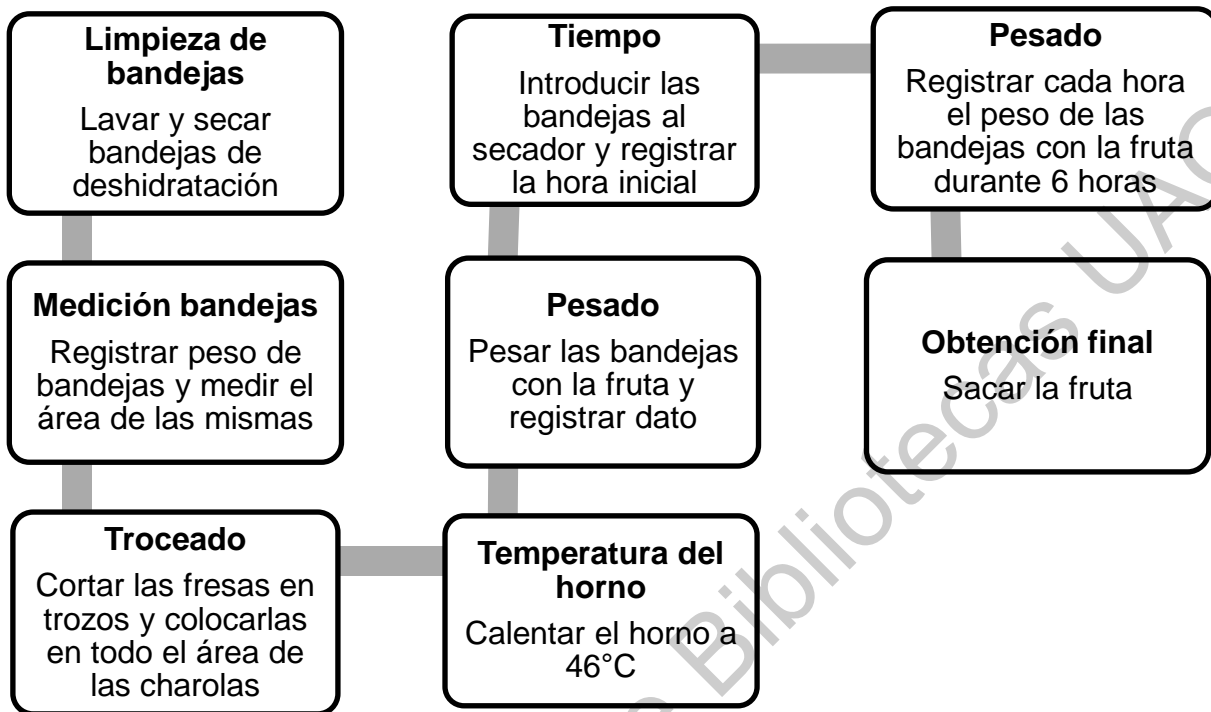 Limpieza de
bandejas
Lavar y secar
bandejas de
deshidratación
Medición bandejas
Registrar peso de
bandejas y medir el
área de las mismas
Troceado
Cortar las fresas en
trozos y colocarlas
en todo el área de
las charolas
Temperatura del
horno
Calentar el horno a
46°C
Pesado
Pesar las bandejas
con la fruta y
registrar dato
Tiempo
Introducir las
bandejas al
secador y registrar
la hora inicial
Pesado
Registrar cada hora
el peso de las
bandejas con la fruta
durante 6 horas
Obtención final
Sacar la fruta
Bibliotecas UAQ